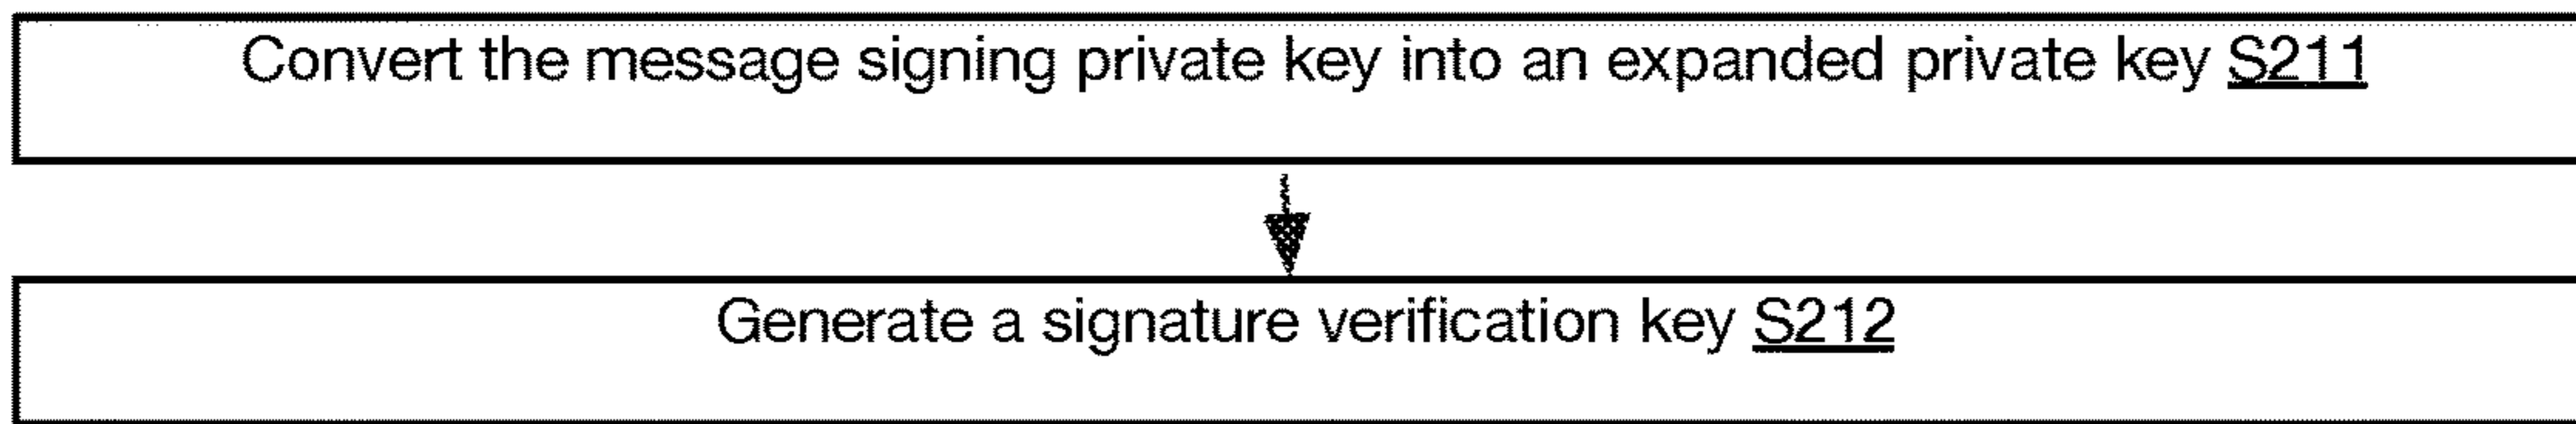 Convert the message signing private key into an expanded private key S211
Generate a signature verification key S212